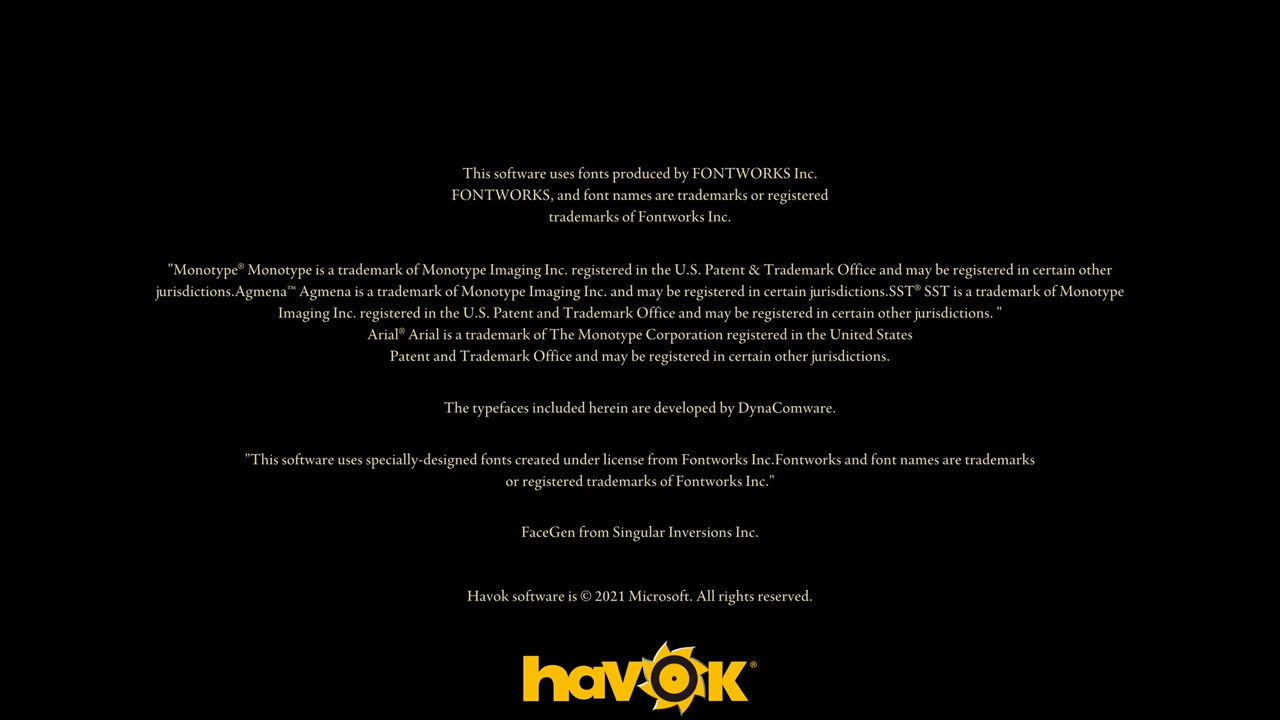 This software uses fonts produced by FONTWORKS Inc.
FONTWORKS, and font names are trademarks or registered
trademarks of Fontworks Inc.
"Monotype® Monotype is a trademark of Monotype Imaging Inc. registered in the U.S. Patent & Trademark Office and may be registered in certain other
jurisdictions.Agmena™ Agmena is a trademark of Monotype Imaging Inc. and may be registered in certain jurisdictions.SST® SST is a trademark of Monotype
Imaging Inc. registered in the U.S. Patent and Trademark Office and may be registered in certain other jurisdictions. "
Arial® Arial is a trademark of The Monotype Corporation registered in the United States
Patent and Trademark Office and may be registered in certain other jurisdictions.
The typefaces included herein are developed by DynaComware.
"This software uses specially-designed fonts created under license from Fontworks Inc.Fontworks and font names are trademarks
or registered trademarks of Fontworks Inc."
FaceGen from Singular Inversions Inc.
Havok software is © 2021 Microsoft. All rights reserved.
havok®